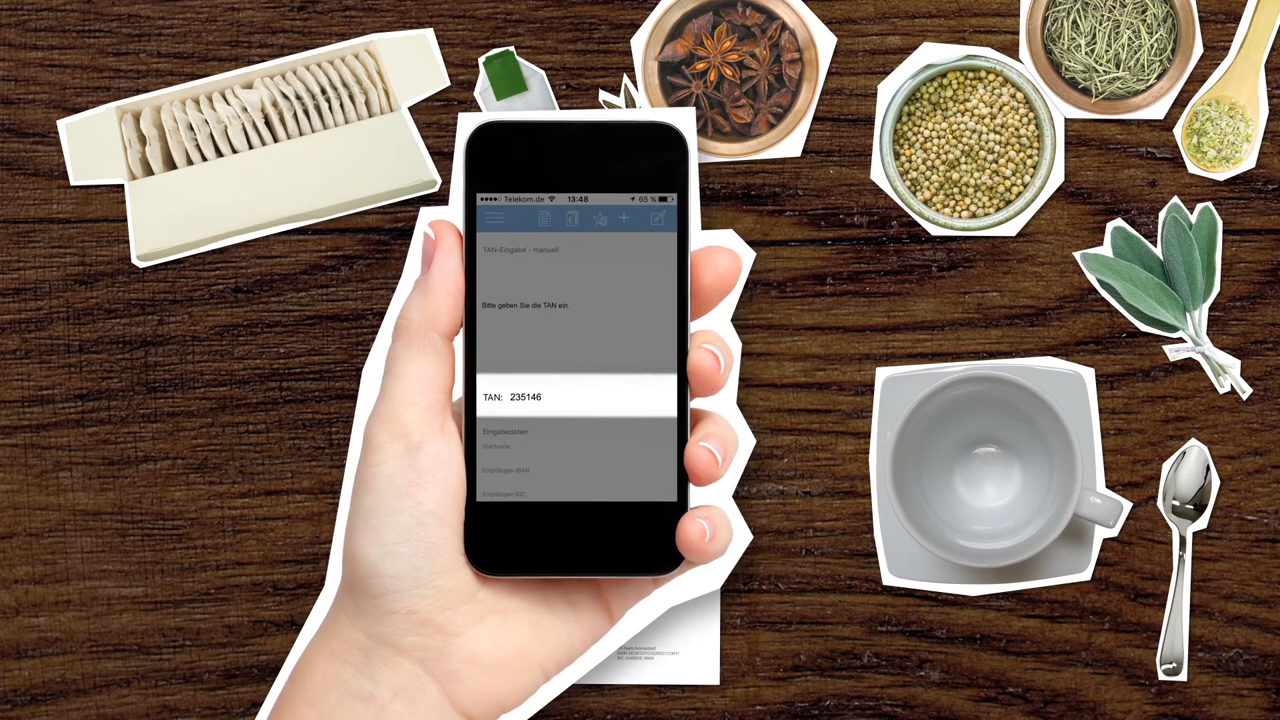 Telekom.de 13:48 65 %
TAN-Eingabe - manuell
Bitte geben Sie die TAN ein.
TAN: 235146
Eingabedaten
Empfänger-IBAN
Empfänger-BIC